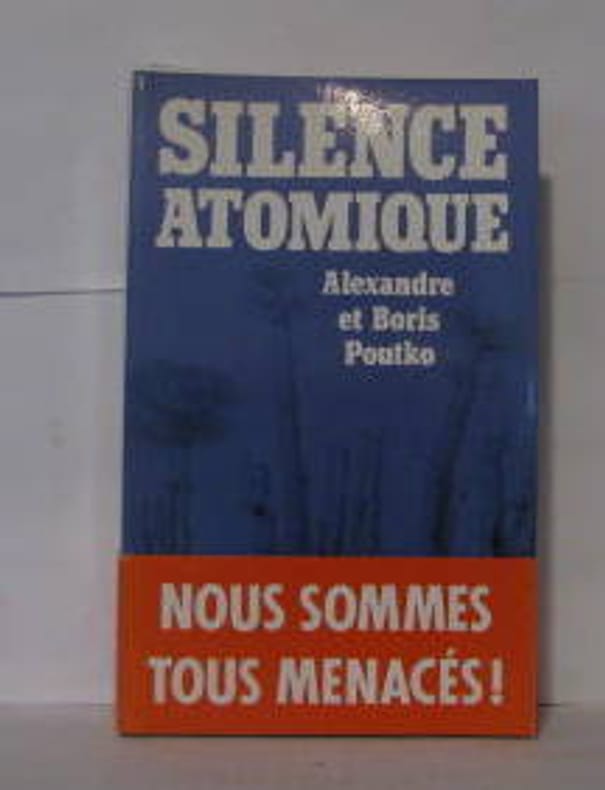 SILENCE
ATOMIQUE
Alexandre
et Boris
Poutko
NOUS SOMMES
TOUS MENACÉS!